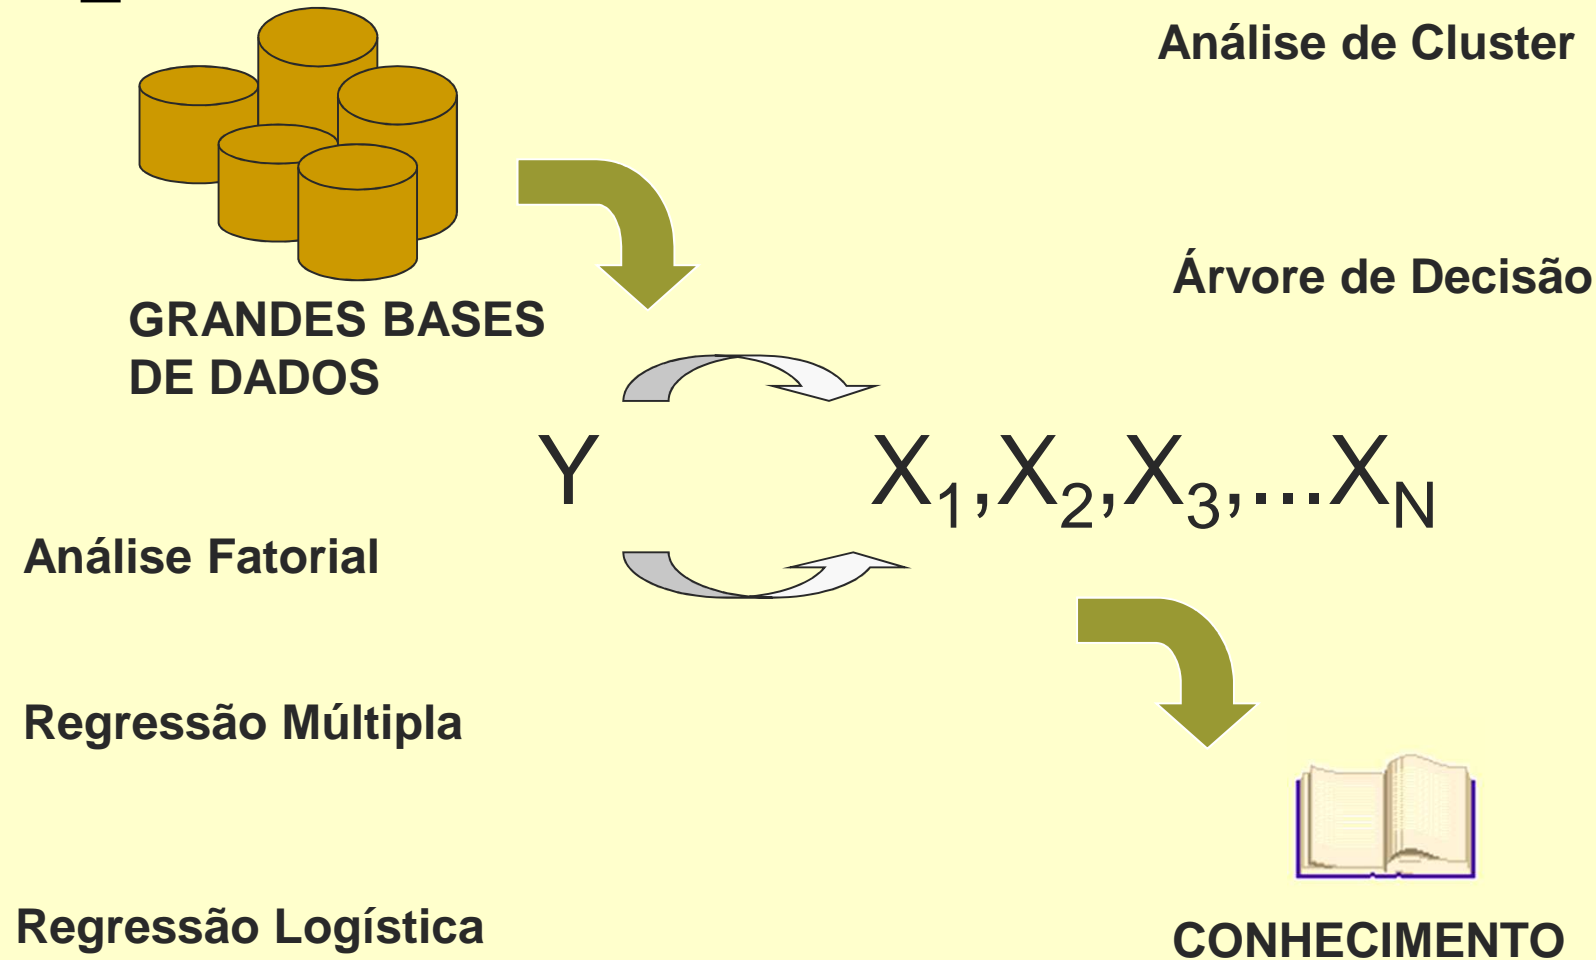 Análise de Cluster
Árvore de Decisão
GRANDES BASES
DE DADOS
Y X₁,X₂,X₃,...X_N
Análise Fatorial
Regressão Múltipla
Regressão Logística
CONHECIMENTO